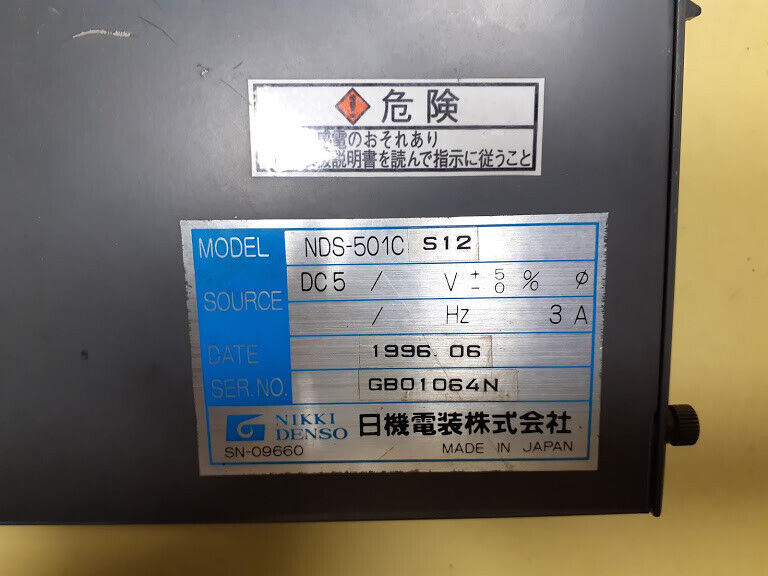 危険
電のおそれあり
説明書を読んで指示に従うこと
MODEL NDS-501C S12
SOURCE DC5 / V ± 5/0 % φ
/ Hz 3 A
DATE 1996.06
SER.NO. GB01064N
NIKKI DENSO 日機電装株式会社
SN-09660 MADE IN JAPAN